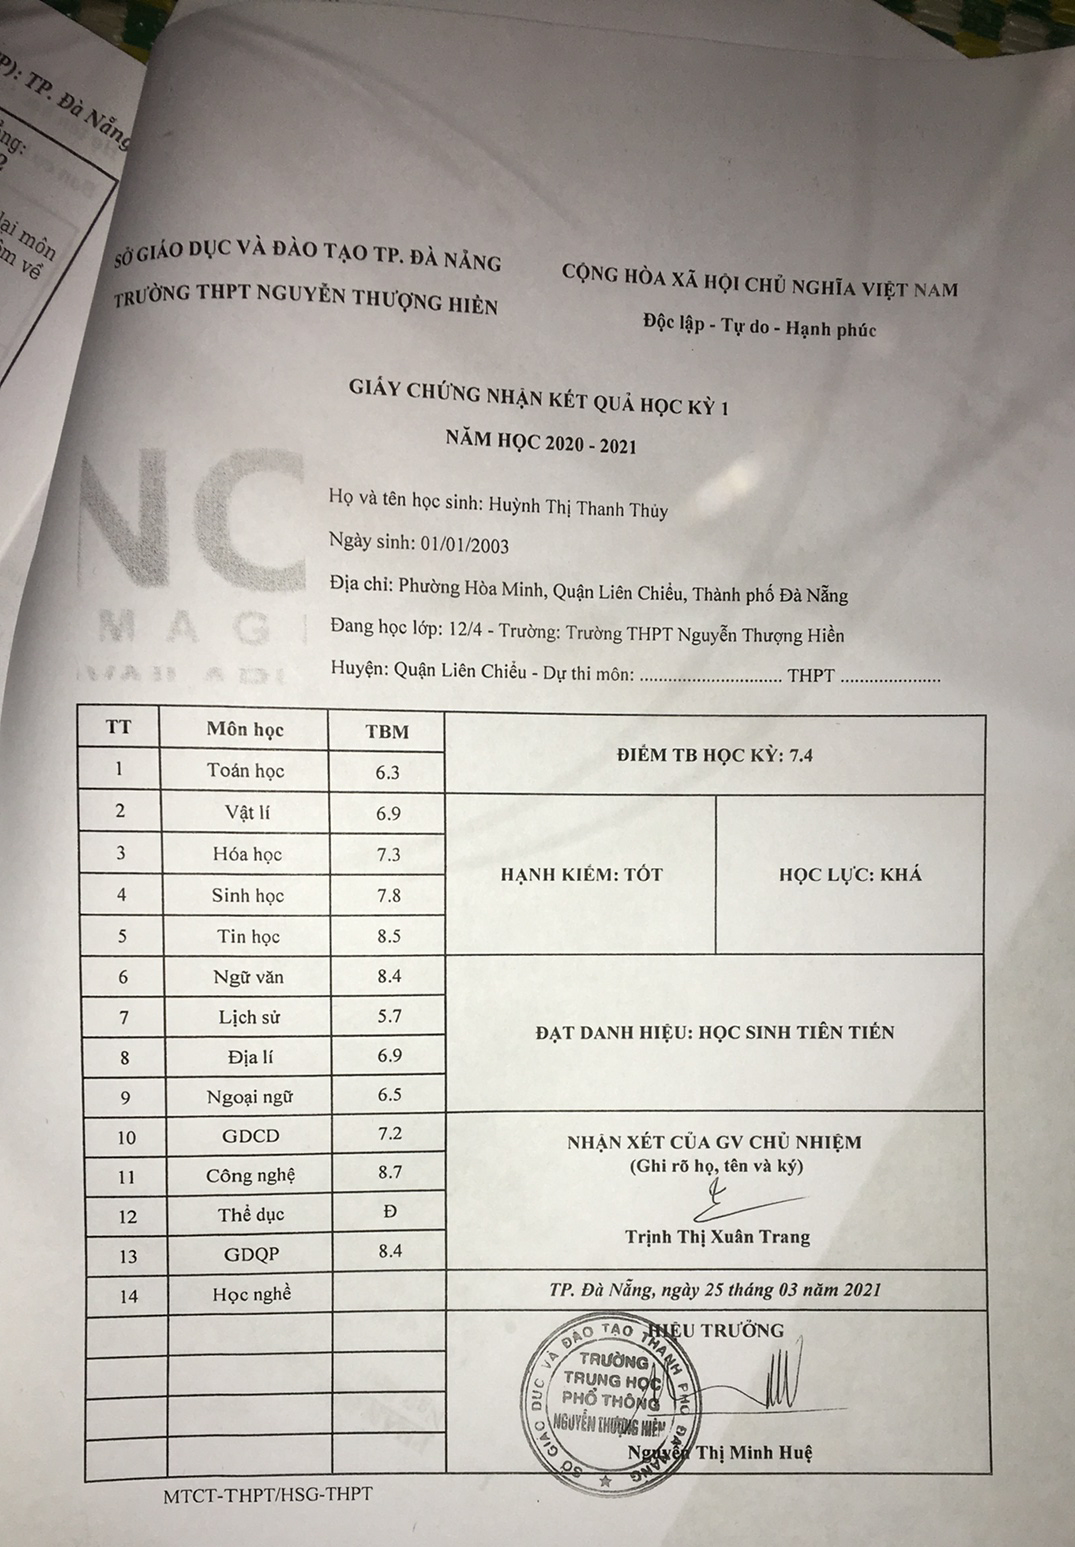 P): TP. Đà Nẵng
ng:
2
lại môn
m về
SỞ GIÁO DỤC VÀ ĐÀO TẠO TP. ĐÀ NẴNG
TRƯỜNG THPT NGUYỄN THƯỢNG HIỀN
CỘNG HÒA XÃ HỘI CHỦ NGHĨA VIỆT NAM
Độc lập - Tự do - Hạnh phúc
GIẤY CHỨNG NHẬN KẾT QUẢ HỌC KỲ 1
NĂM HỌC 2020 - 2021
NC
MAG
Họ và tên học sinh: Huỳnh Thị Thanh Thủy
Ngày sinh: 01/01/2003
Địa chỉ: Phường Hòa Minh, Quận Liên Chiểu, Thành phố Đà Nẵng
Đang học lớp: 12/4 - Trường: Trường THPT Nguyễn Thượng Hiền
Huyện: Quận Liên Chiểu - Dự thi môn: .............................. THPT .....................
TT Môn học TBM
ĐIỂM TB HỌC KỲ: 7.4
1 Toán học 6.3
2 Vật lí 6.9
3 Hóa học 7.3
HẠNH KIỂM: TỐT HỌC LỰC: KHÁ
4 Sinh học 7.8
5 Tin học 8.5
6 Ngữ văn 8.4
7 Lịch sử 5.7
ĐẠT DANH HIỆU: HỌC SINH TIÊN TIẾN
8 Địa lí 6.9
9 Ngoại ngữ 6.5
10 GDCD 7.2
NHẬN XÉT CỦA GV CHỦ NHIỆM
(Ghi rõ họ, tên và ký)
11 Công nghệ 8.7
12 Thể dục Đ
Trịnh Thị Xuân Trang
13 GDQP 8.4
14 Học nghề
TP. Đà Nẵng, ngày 25 tháng 03 năm 2021
HIỆU TRƯỞNG
SỞ GIÁO DỤC VÀ ĐÀO TẠO THÀNH PHỐ ĐÀ NẴNG
TRƯỜNG
TRUNG HỌC
PHỔ THÔNG
NGUYỄN THƯỢNG HIỀN
Nguyễn Thị Minh Huệ
MTCT-THPT/HSG-THPT